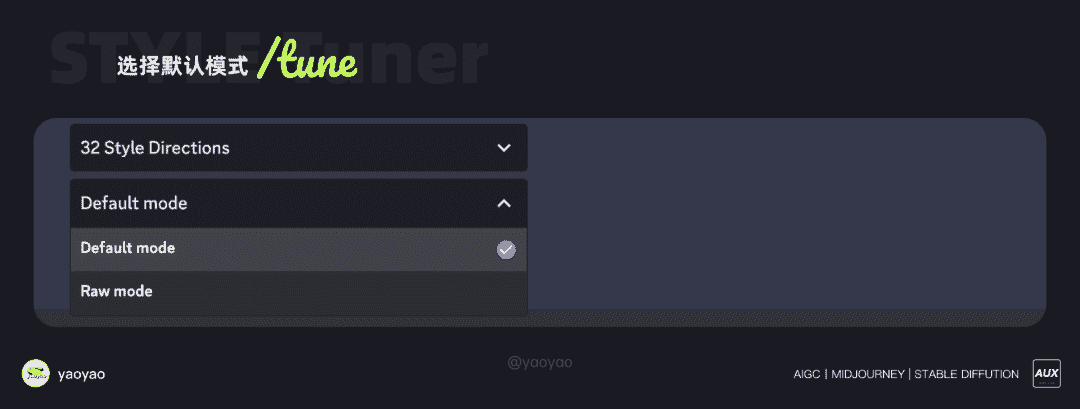 STYLE Tuner
选择默认模式 /tune
32 Style Directions
Default mode
Default mode
Raw mode
@yaoyao
yaoyao
AIGC | MIDJOURNEY | STABLE DIFFUTION
AUX